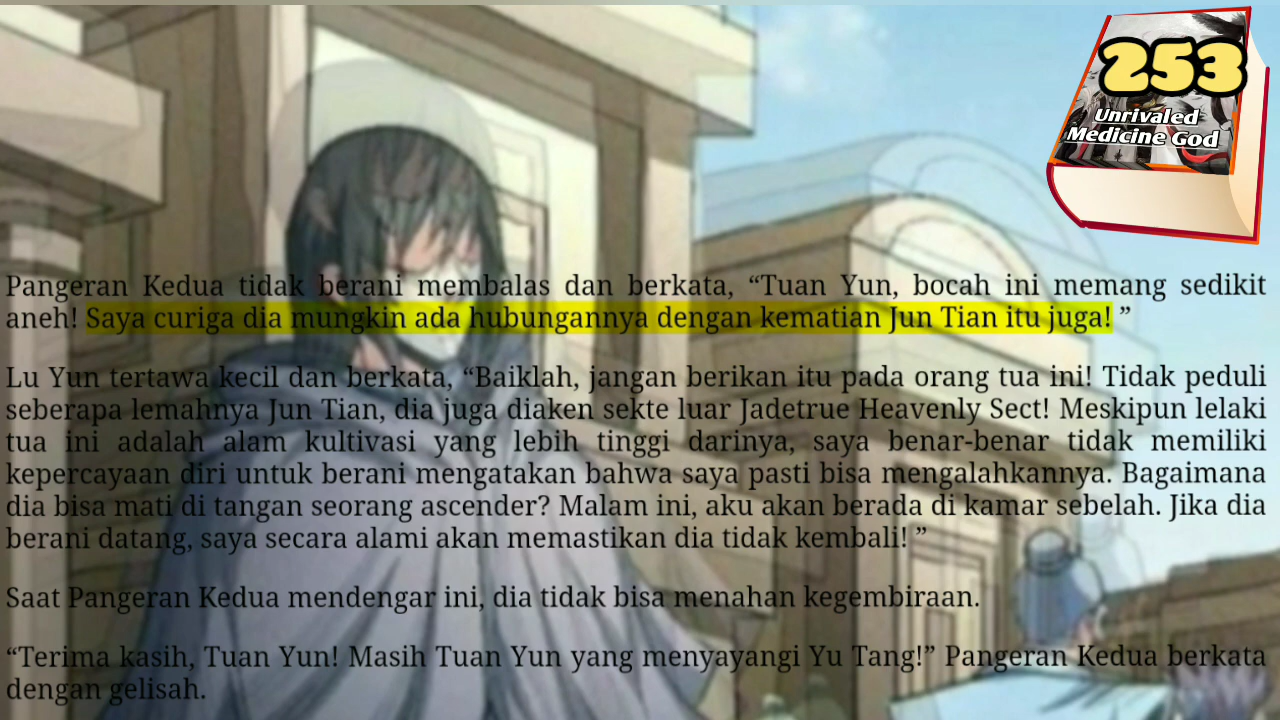 253
Unrivaled
Medicine God
Pangeran Kedua tidak berani membalas dan berkata, “Tuan Yun, bocah ini memang sedikit
aneh! Saya curiga dia mungkin ada hubungannya dengan kematian Jun Tian itu juga! ”
Lu Yun tertawa kecil dan berkata, “Baiklah, jangan berikan itu pada orang tua ini! Tidak peduli
seberapa lemahnya Jun Tian, dia juga diaken sekte luar Jadetrue Heavenly Sect! Meskipun lelaki
tua ini adalah alam kultivasi yang lebih tinggi darinya, saya benar-benar tidak memiliki
kepercayaan diri untuk berani mengatakan bahwa saya pasti bisa mengalahkannya. Bagaimana
dia bisa mati di tangan seorang ascender? Malam ini, aku akan berada di kamar sebelah. Jika dia
berani datang, saya secara alami akan memastikan dia tidak kembali! ”
Saat Pangeran Kedua mendengar ini, dia tidak bisa menahan kegembiraan.
“Terima kasih, Tuan Yun! Masih Tuan Yun yang menyayangi Yu Tang!” Pangeran Kedua berkata
dengan gelisah.